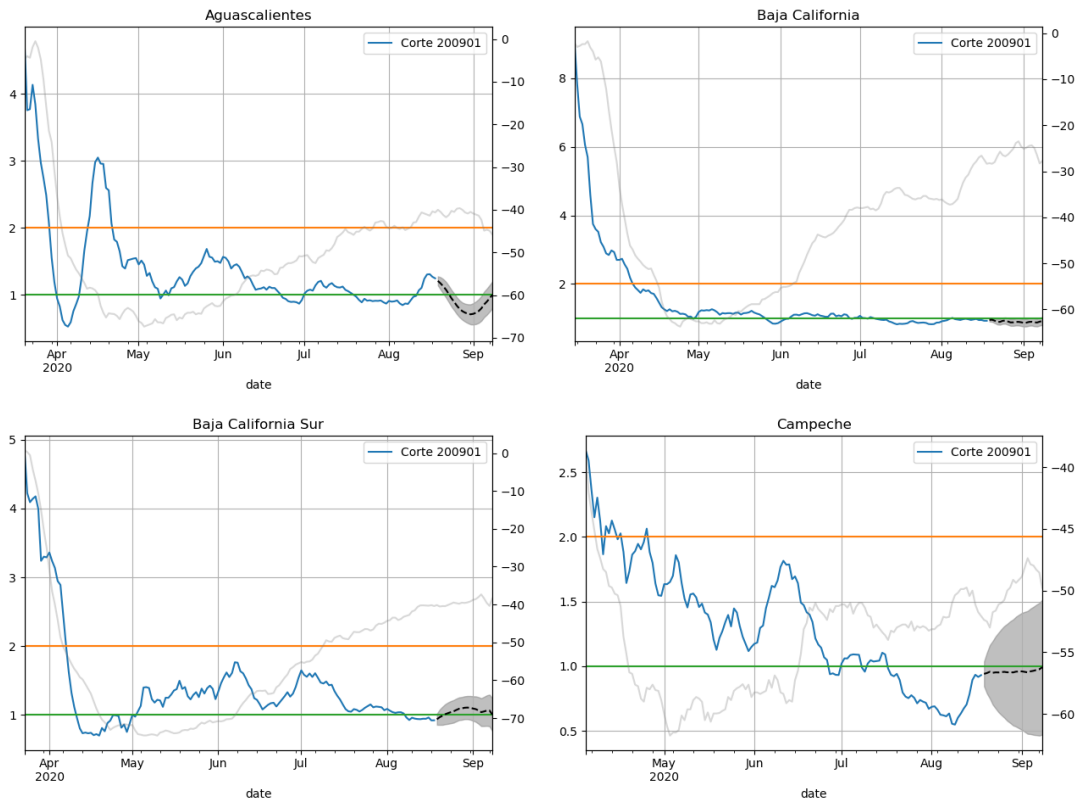 Aguascalientes
Corte 200901
4
3
2
1
0
−10
−20
−30
−40
−50
−60
−70
Apr
2020
May
Jun
Jul
Aug
Sep
date
Baja California
Corte 200901
8
6
4
2
0
−10
−20
−30
−40
−50
−60
Apr
2020
May
Jun
Jul
Aug
Sep
date
Baja California Sur
Corte 200901
5
4
3
2
1
0
−10
−20
−30
−40
−50
−60
−70
Apr
2020
May
Jun
Jul
Aug
Sep
date
Campeche
Corte 200901
2.5
2.0
1.5
1.0
0.5
−40
−45
−50
−56
−60
May
2020
Jun
Jul
Aug
Sep
date